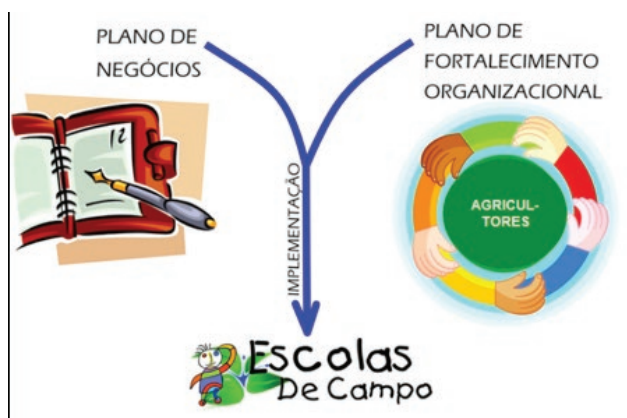 PLANO DE
NEGÓCIOS
PLANO DE
FORTALECIMENTO
ORGANIZACIONAL
12
AGRICUL-
TORES
IMPLEMENTAÇÃO
Escolas
De Campo